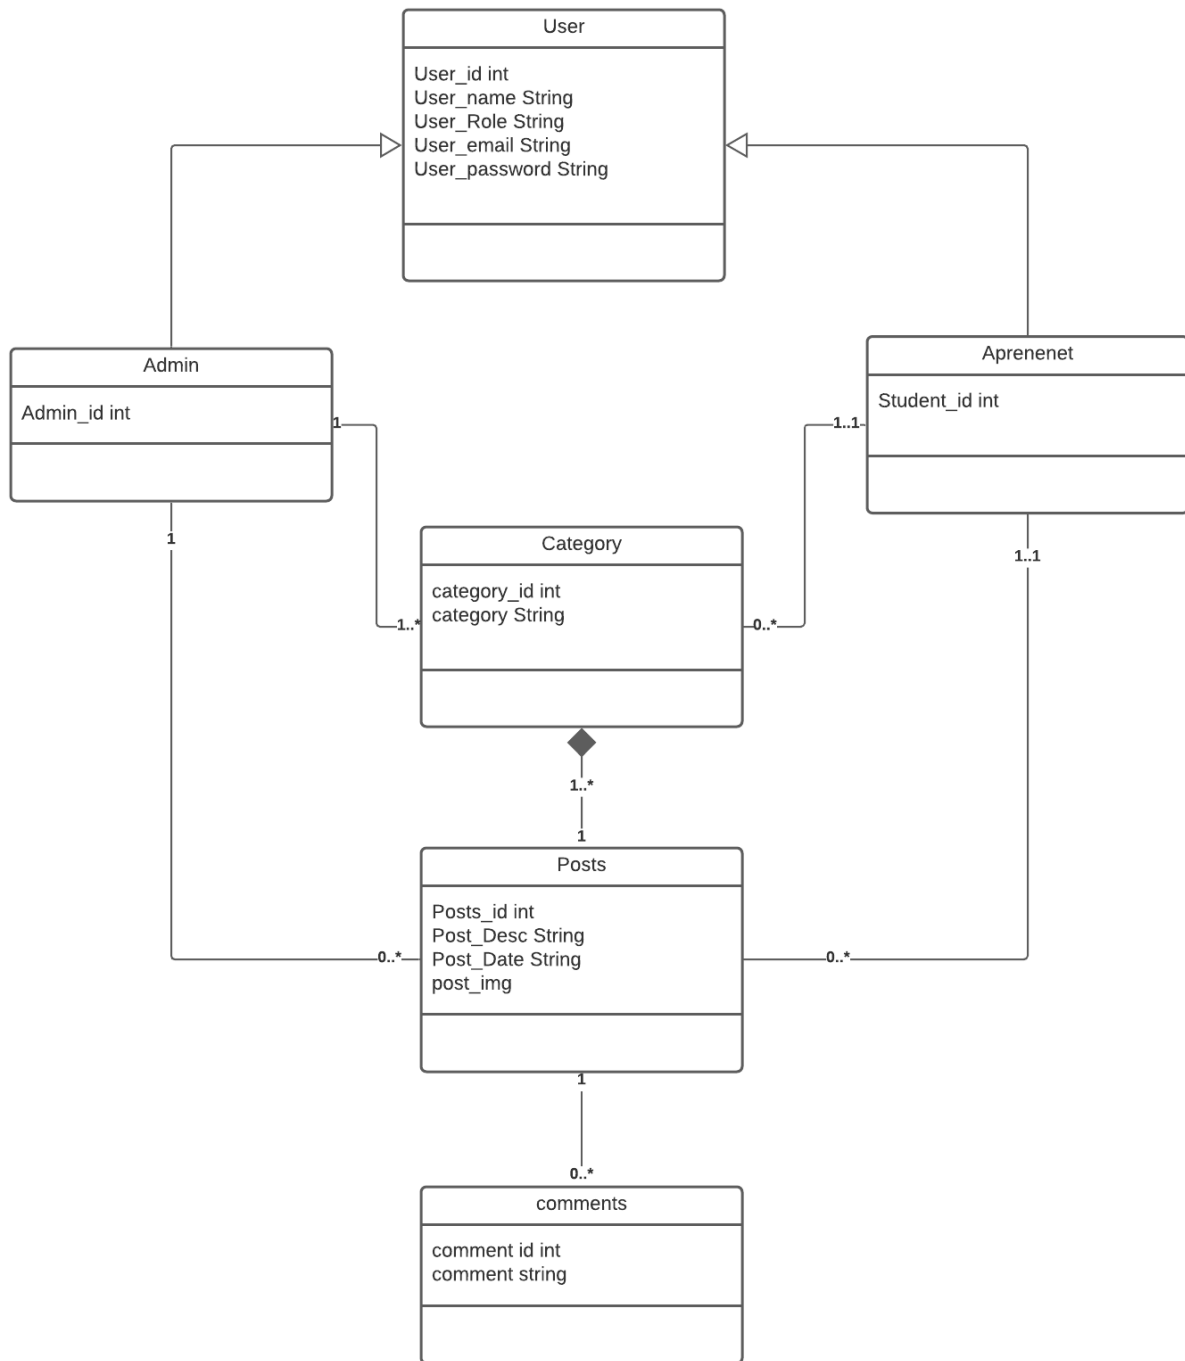 User
User_id int
User_name String
User_Role String
User_email String
User_password String
Admin
Admin_id int
Aprenenet
Student_id int
1
1..1
1
1..1
Category
category_id int
category String
1..*
0..*
1..*
1
Posts
Posts_id int
Post_Desc String
Post_Date String
post_img
0..*
0..*
1
0..*
comments
comment id int
comment string